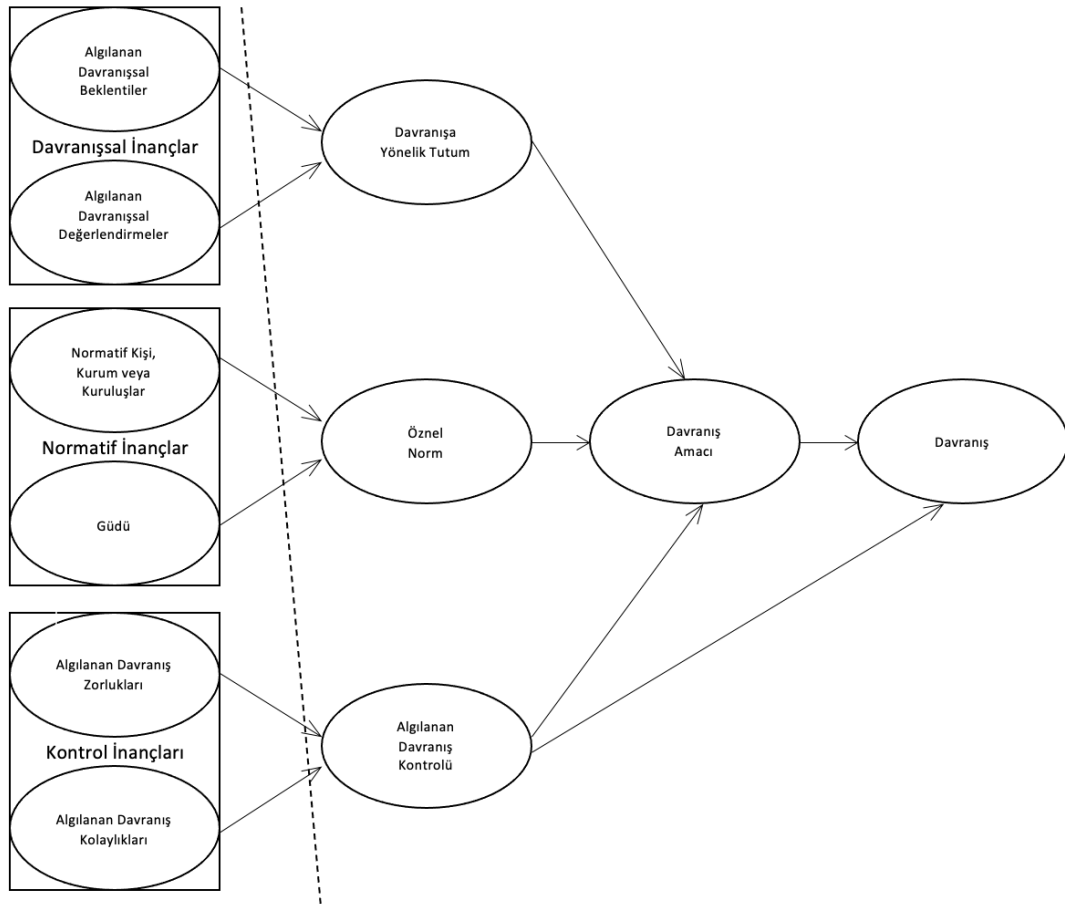 Algılanan
Davranışsal
Beklentiler
Davranışsal İnançlar
Algılanan
Davranışsal
Değerlendirmeler
Davranışa
Yönelik Tutum
Normatif Kişi,
Kurum veya
Kuruluşlar
Normatif İnançlar
Güdü
Öznel
Norm
Davranış
Amacı
Davranış
Algılanan Davranış
Zorlukları
Kontrol İnançları
Algılanan Davranış
Kolaylıkları
Algılanan
Davranış
Kontrolü